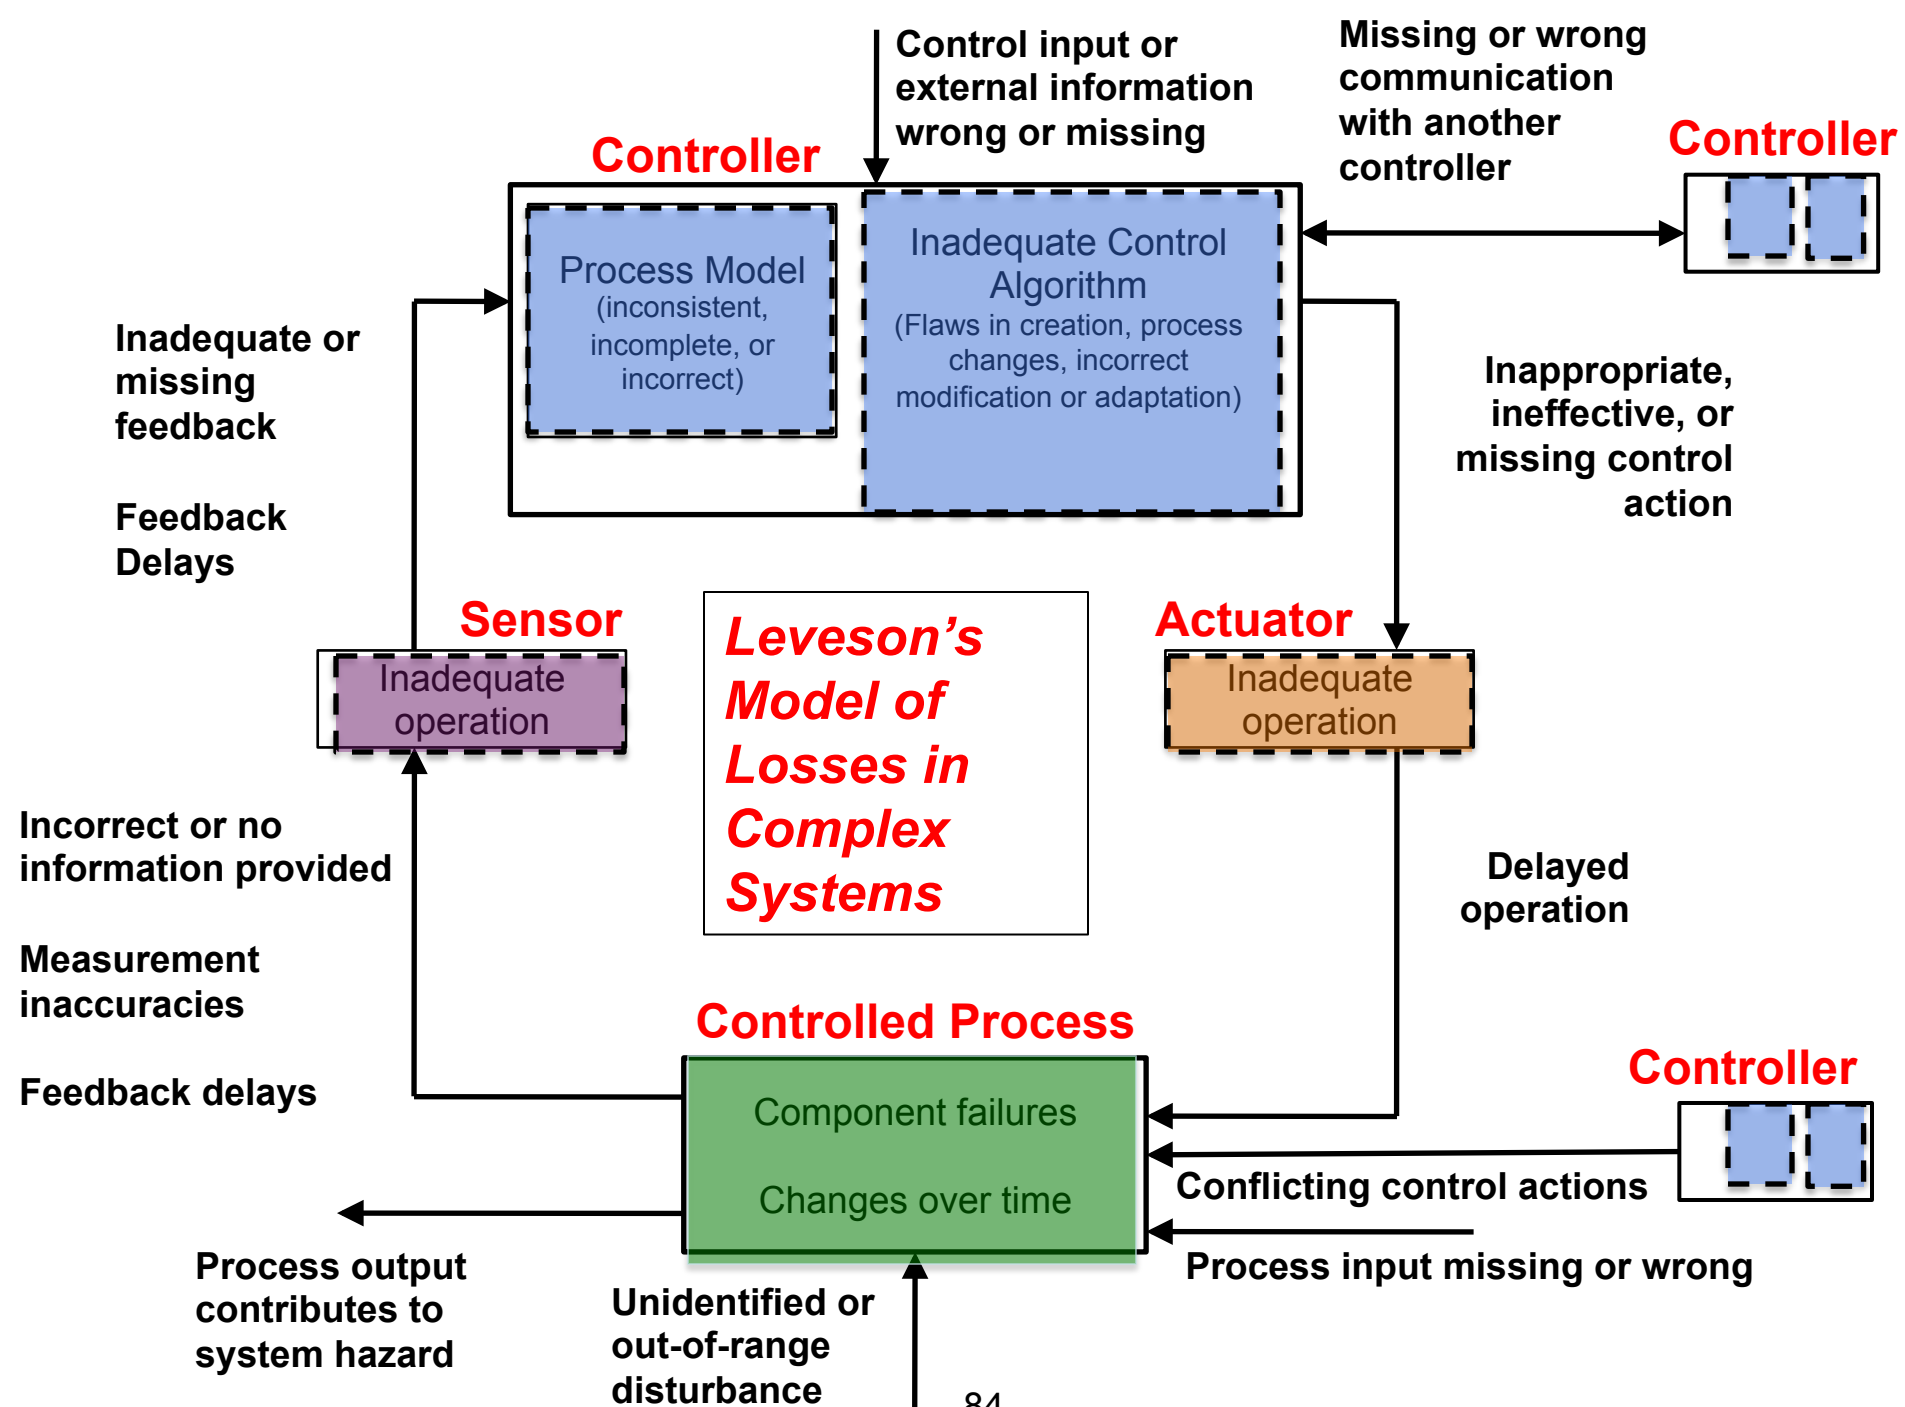 Control input or
external information
wrong or missing
Missing or wrong
communication
with another
controller
Controller
Controller
Process Model
(inconsistent,
incomplete, or
incorrect)
Inadequate Control
Algorithm
(Flaws in creation, process
changes, incorrect
modification or adaptation)
Inadequate or
missing
feedback
Feedback
Delays
Inappropriate,
ineffective, or
missing control
action
Sensor
Inadequate
operation
Leveson’s
Model of
Losses in
Complex
Systems
Actuator
Inadequate
operation
Incorrect or no
information provided
Measurement
inaccuracies
Feedback delays
Delayed
operation
Controlled Process
Component failures
Changes over time
Controller
Conflicting control actions
Process input missing or wrong
Process output
contributes to
system hazard
Unidentified or
out-of-range
disturbance
84